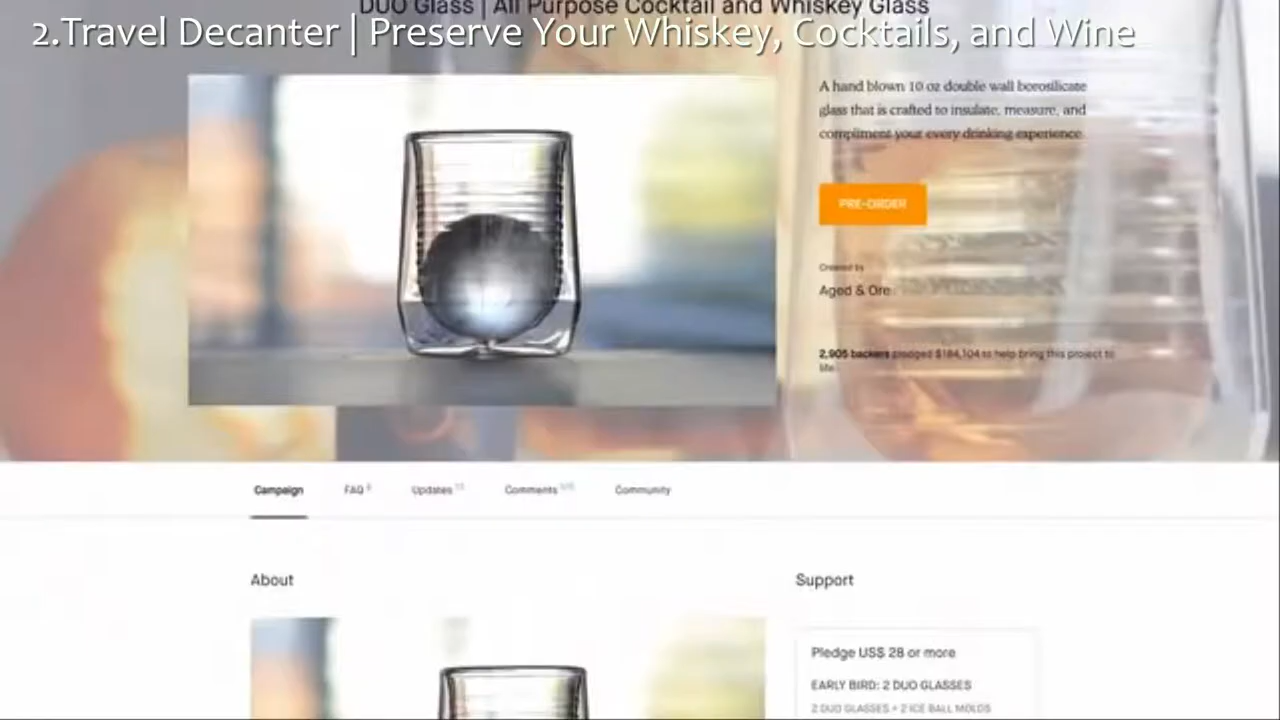 DUO Glass | All Purpose Cocktail and Whiskey Glass
2.Travel Decanter | Preserve Your Whiskey, Cocktails, and Wine
A hand blown 10 oz double wall borosilicate
glass that is crafted to insulate, measure, and
compliment your every drinking experience
PRE-ORDER
Created by
Aged & Ore
2,905 backers pledged $184,104 to help bring this project to
life.
Campaign
FAQ
Updates
Comments
Community
About
Support
Pledge US$ 28 or more
EARLY BIRD: 2 DUO GLASSES
2 DUO GLASSES + 2 ICE BALL MOLDS